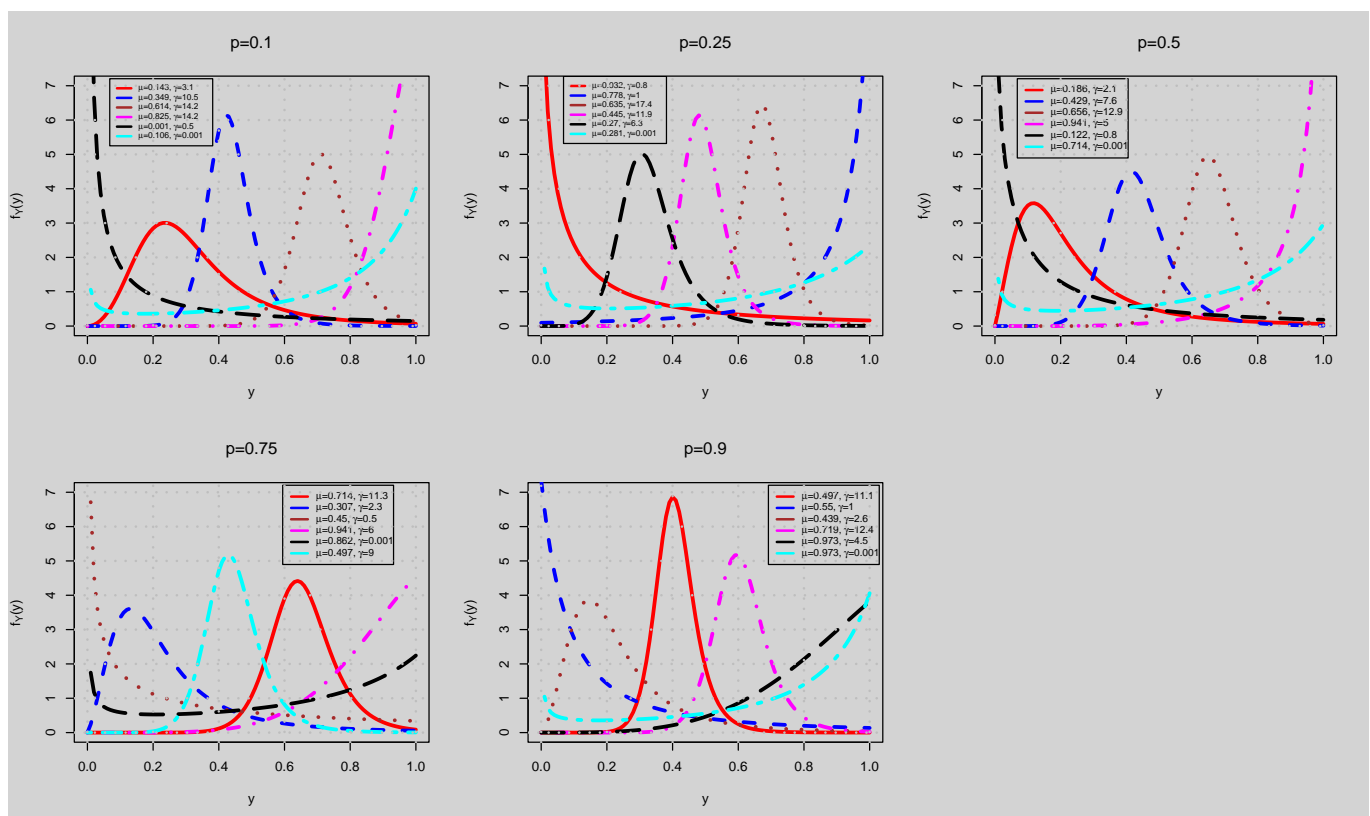 p=0.1
μ=0.143, γ=3.1
μ=0.349, γ=10.5
μ=0.614, γ=14.2
μ=0.825, γ=14.2
μ=0.001, γ=0.5
μ=0.106, γ=0.001
f_Y(y)
7
6
5
4
3
2
1
0
0.0 0.2 0.4 0.6 0.8 1.0
y
p=0.25
μ=0.032, γ=0.8
μ=0.778, γ=1
μ=0.635, γ=17.4
μ=0.445, γ=11.9
μ=0.27, γ=6.3
μ=0.281, γ=0.001
f_Y(y)
7
6
5
4
3
2
1
0
0.0 0.2 0.4 0.6 0.8 1.0
y
p=0.5
μ=0.186, γ=2.1
μ=0.429, γ=7.6
μ=0.656, γ=12.9
μ=0.941, γ=5
μ=0.122, γ=0.8
μ=0.714, γ=0.001
f_Y(y)
7
6
5
4
3
2
1
0
0.0 0.2 0.4 0.6 0.8 1.0
y
p=0.75
μ=0.714, γ=11.3
μ=0.307, γ=2.3
μ=0.45, γ=0.5
μ=0.941, γ=6
μ=0.862, γ=0.001
μ=0.497, γ=9
f_Y(y)
7
6
5
4
3
2
1
0
0.0 0.2 0.4 0.6 0.8 1.0
y
p=0.9
μ=0.497, γ=11.1
μ=0.55, γ=1
μ=0.439, γ=2.6
μ=0.719, γ=12.4
μ=0.973, γ=4.5
μ=0.973, γ=0.001
f_Y(y)
7
6
5
4
3
2
1
0
0.0 0.2 0.4 0.6 0.8 1.0
y